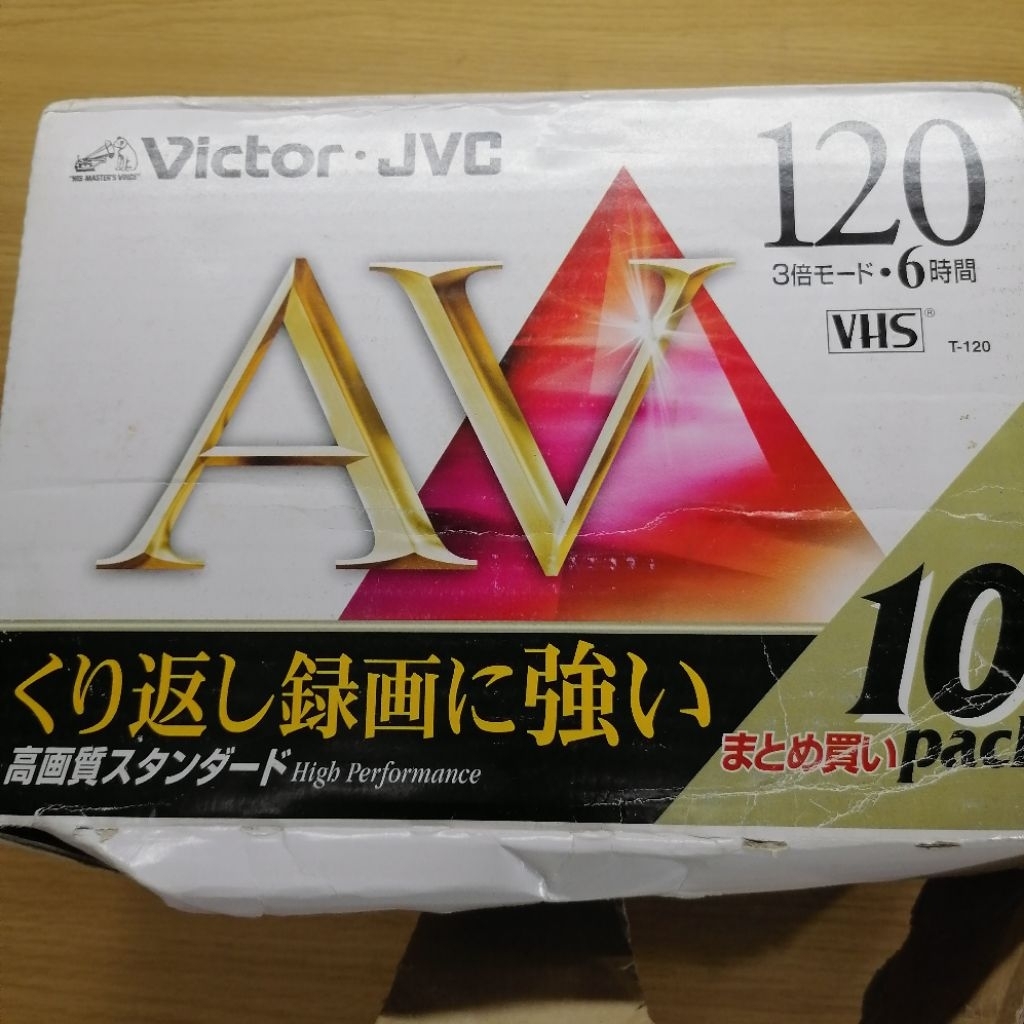 "HIS MASTER'S VOICE"
Victor・JVC
120
3倍モード・6時間
VHS®
T-120
AV
くり返し録画に強い
高画質スタンダード High Performance
10
まとめ買い pack